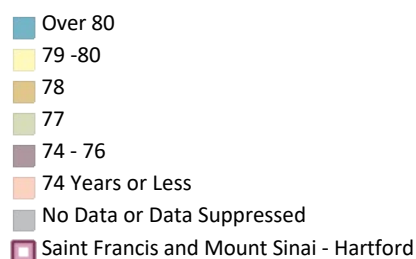 Over 80
79 -80
78
77
74 - 76
74 Years or Less
No Data or Data Suppressed
Saint Francis and Mount Sinai - Hartford